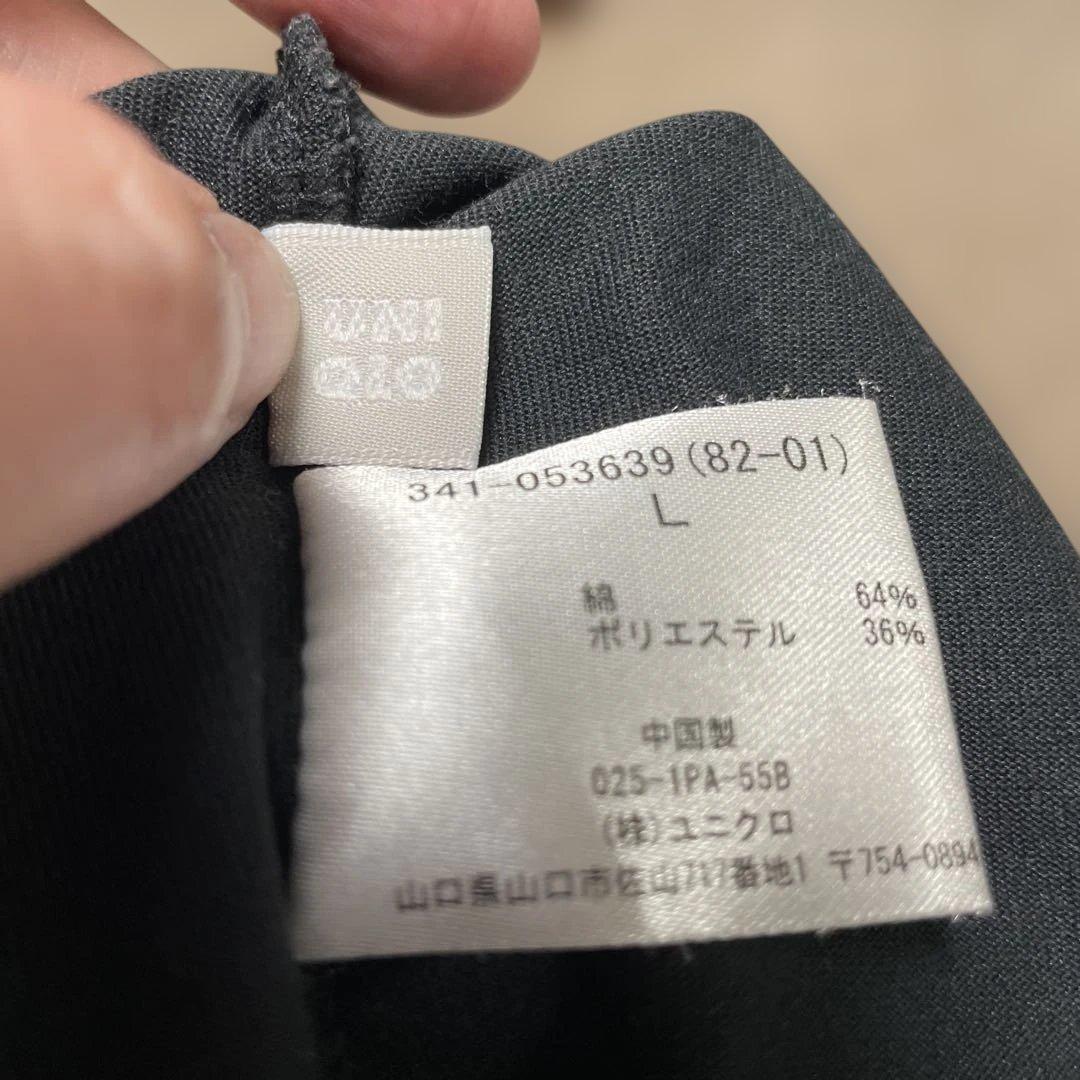 UNI
QLO
341-053639(82-01)
L
綿 64%
ポリエステル 36%
中国製
025-1PA-55B
(株)ユニクロ
山口県山口市佐山717番地1 〒754-0894